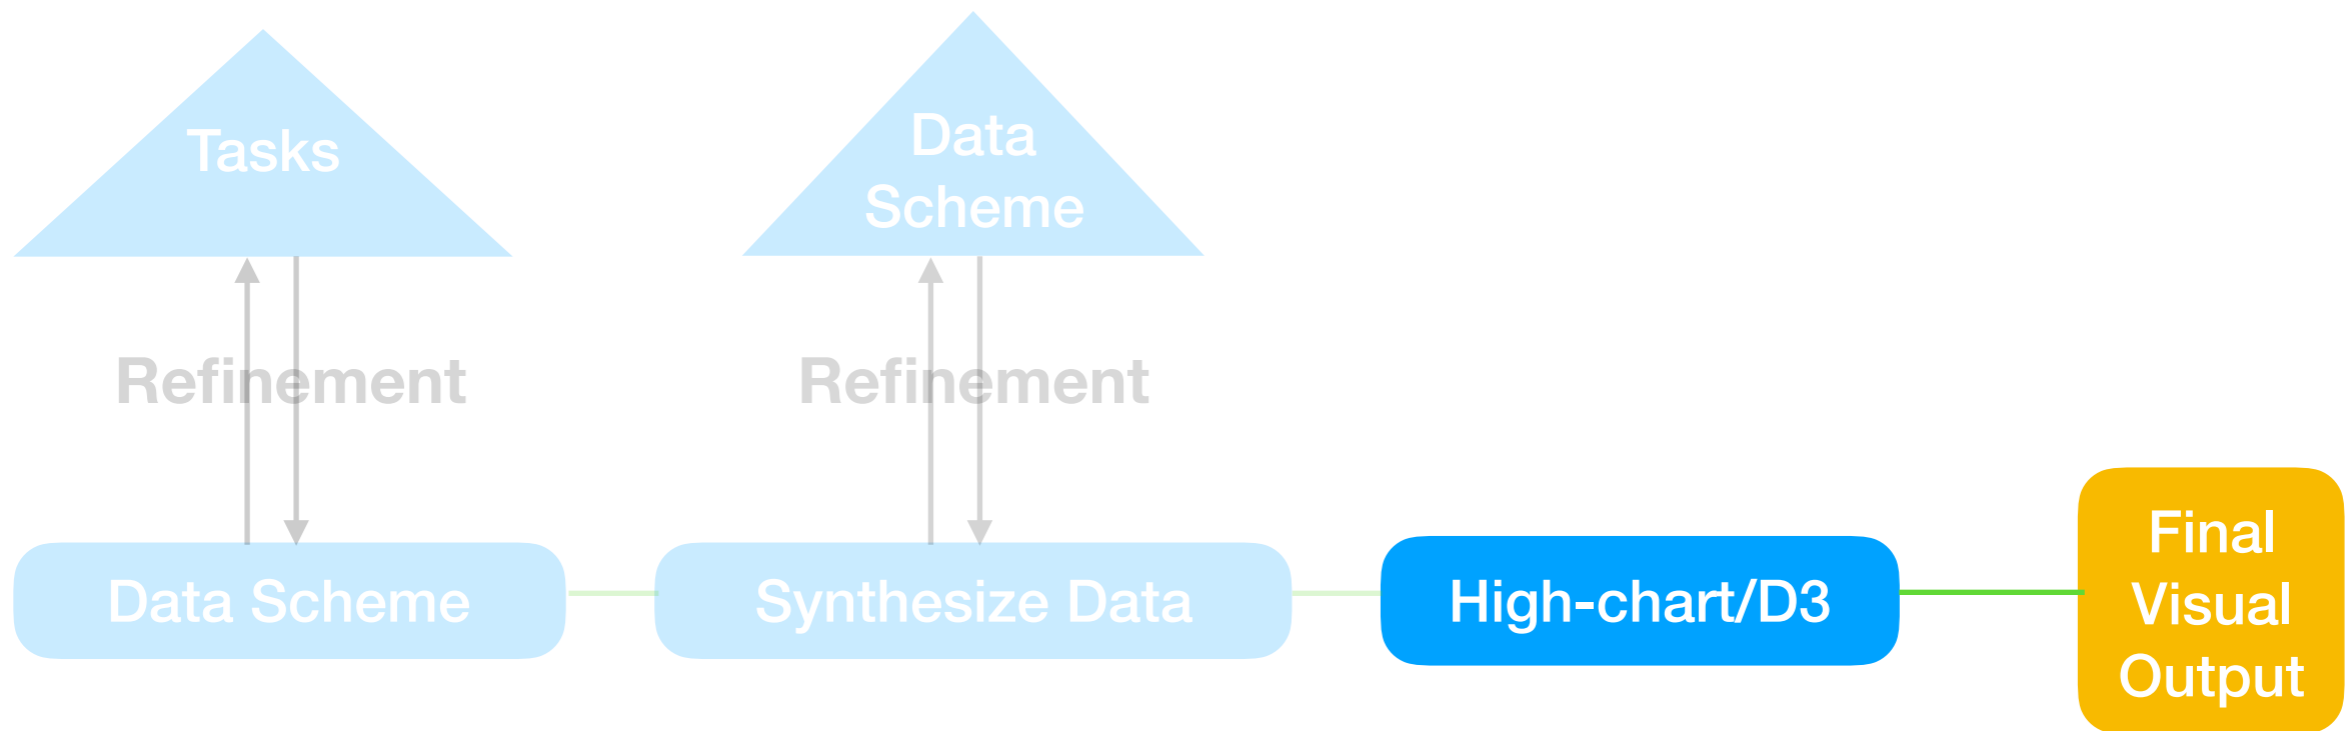 Tasks
Data
Scheme
Refinement
Refinement
Data Scheme
Synthesize Data
High-chart/D3
Final
Visual
Output